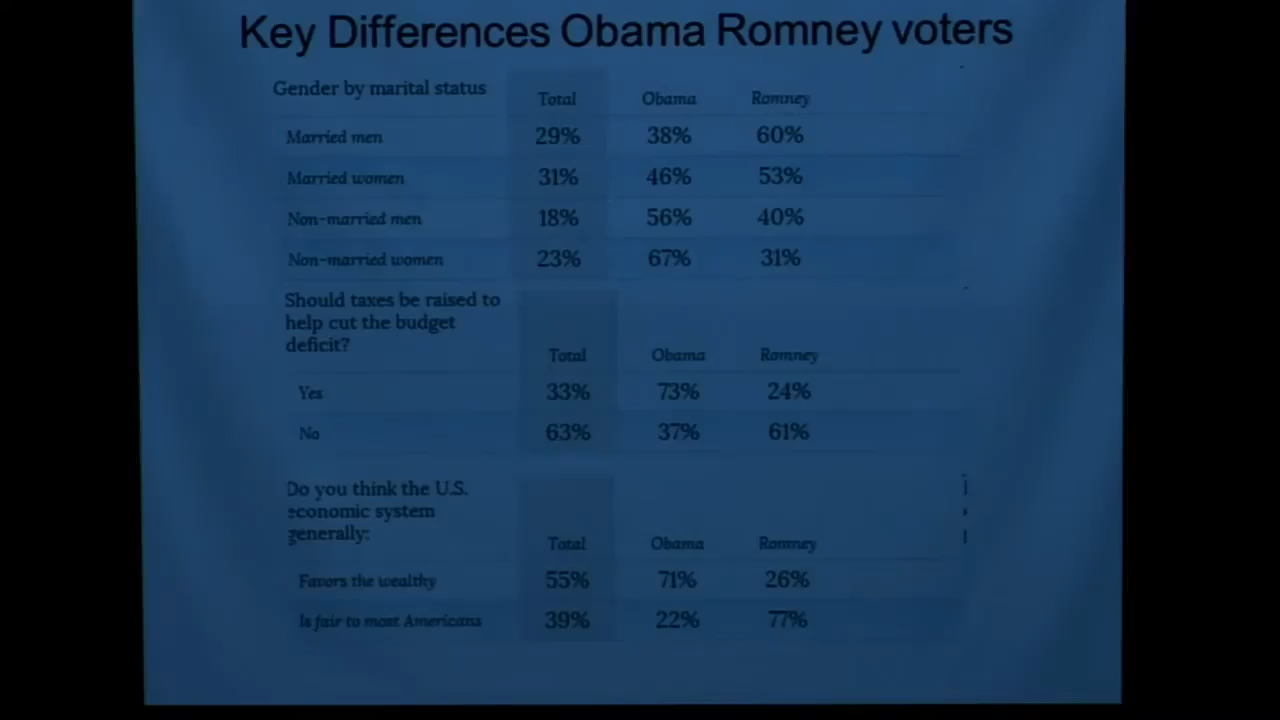 Key Differences Obama Romney voters
Gender by marital status Total Obama Romney
Married men 29% 38% 60%
Married women 31% 46% 53%
Non-married men 18% 56% 40%
Non-married women 23% 67% 31%
Should taxes be raised to
help cut the budget
deficit? Total Obama Romney
Yes 33% 73% 24%
No 63% 37% 61%
Do you think the U.S.
economic system
generally: Total Obama Romney
Favors the wealthy 55% 71% 26%
Is fair to most Americans 39% 22% 77%